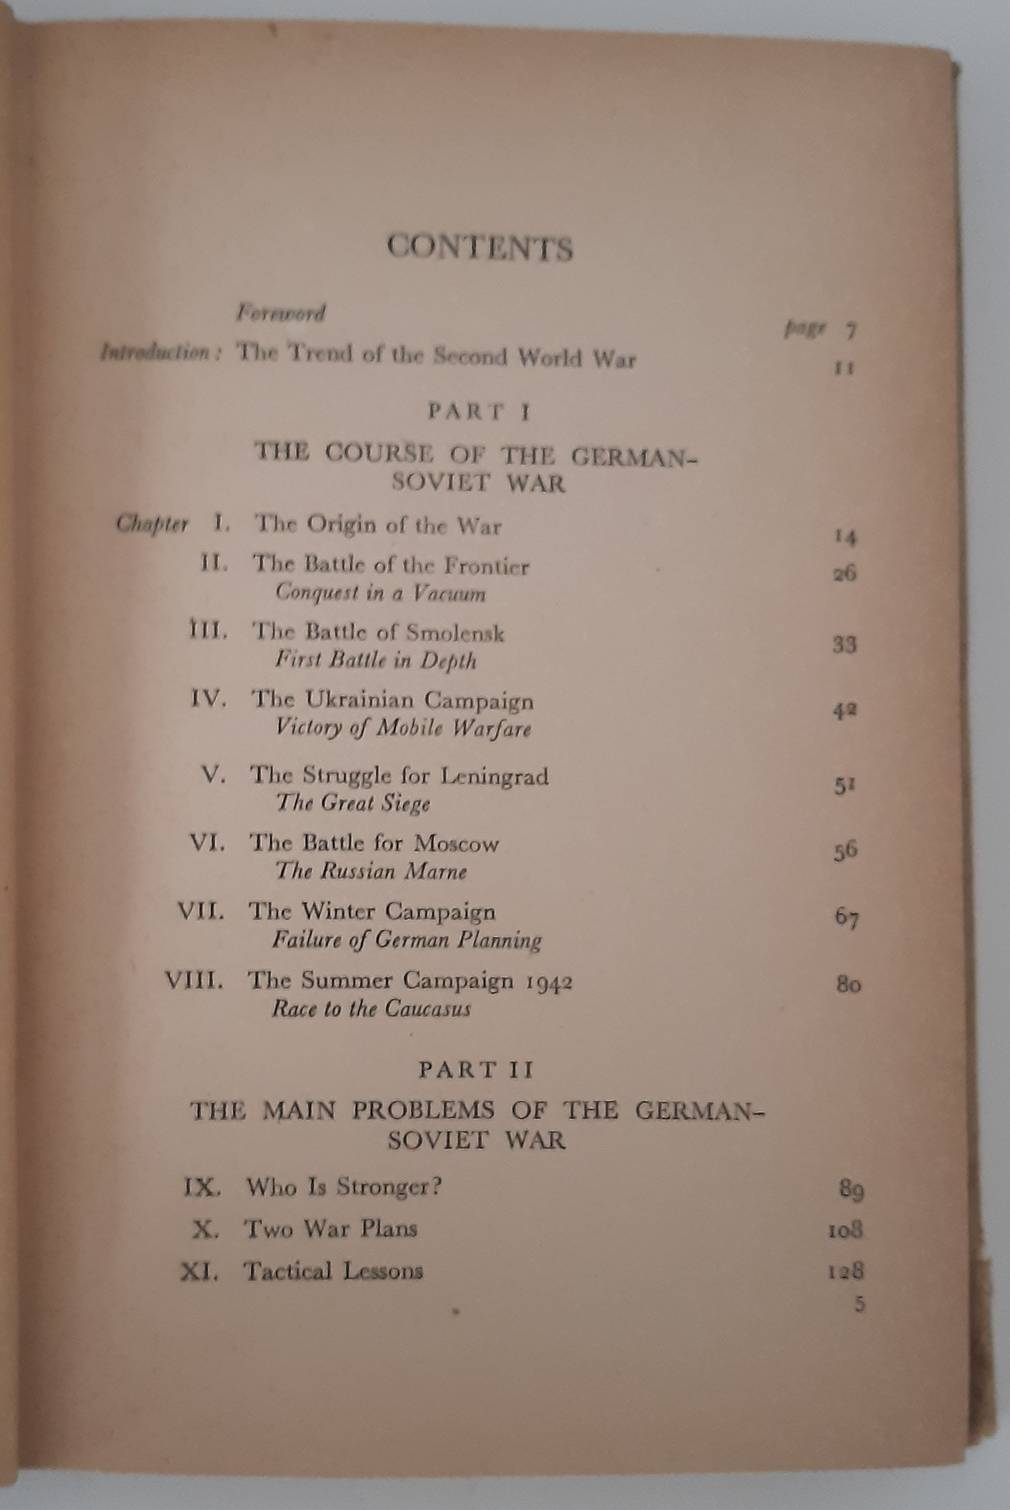 CONTENTS
Foreword page 7
Introduction: The Trend of the Second World War 11
PART I
THE COURSE OF THE GERMAN-
SOVIET WAR
Chapter I. The Origin of the War 14
II. The Battle of the Frontier 26
Conquest in a Vacuum
III. The Battle of Smolensk 33
First Battle in Depth
IV. The Ukrainian Campaign 42
Victory of Mobile Warfare
V. The Struggle for Leningrad 51
The Great Siege
VI. The Battle for Moscow 56
The Russian Marne
VII. The Winter Campaign 67
Failure of German Planning
VIII. The Summer Campaign 1942 80
Race to the Caucasus
PART II
THE MAIN PROBLEMS OF THE GERMAN-
SOVIET WAR
IX. Who Is Stronger? 89
X. Two War Plans 108
XI. Tactical Lessons 128
5